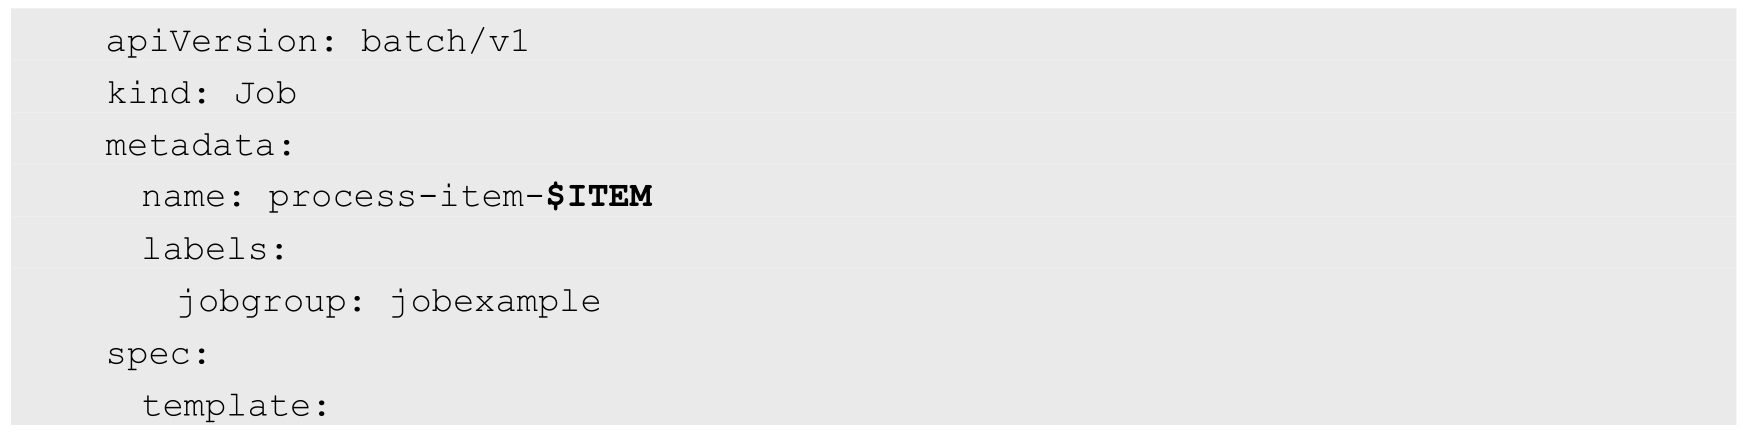 apiVersion: batch/v1
kind: Job
metadata:
  name: process-item-$ITEM
  labels:
    jobgroup: jobexample
spec:
  template: